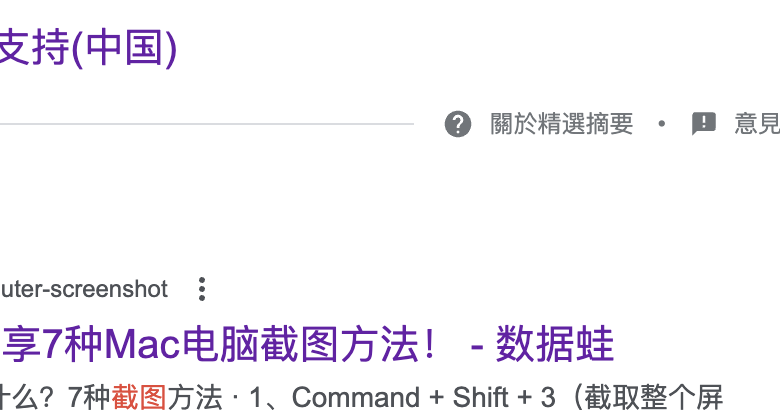 支持(中国)
關於精選摘要 • 意見
uter-screenshot
享7种Mac电脑截图方法！ - 数据蛙
什么？7种截图方法 · 1、Command + Shift + 3（截取整个屏